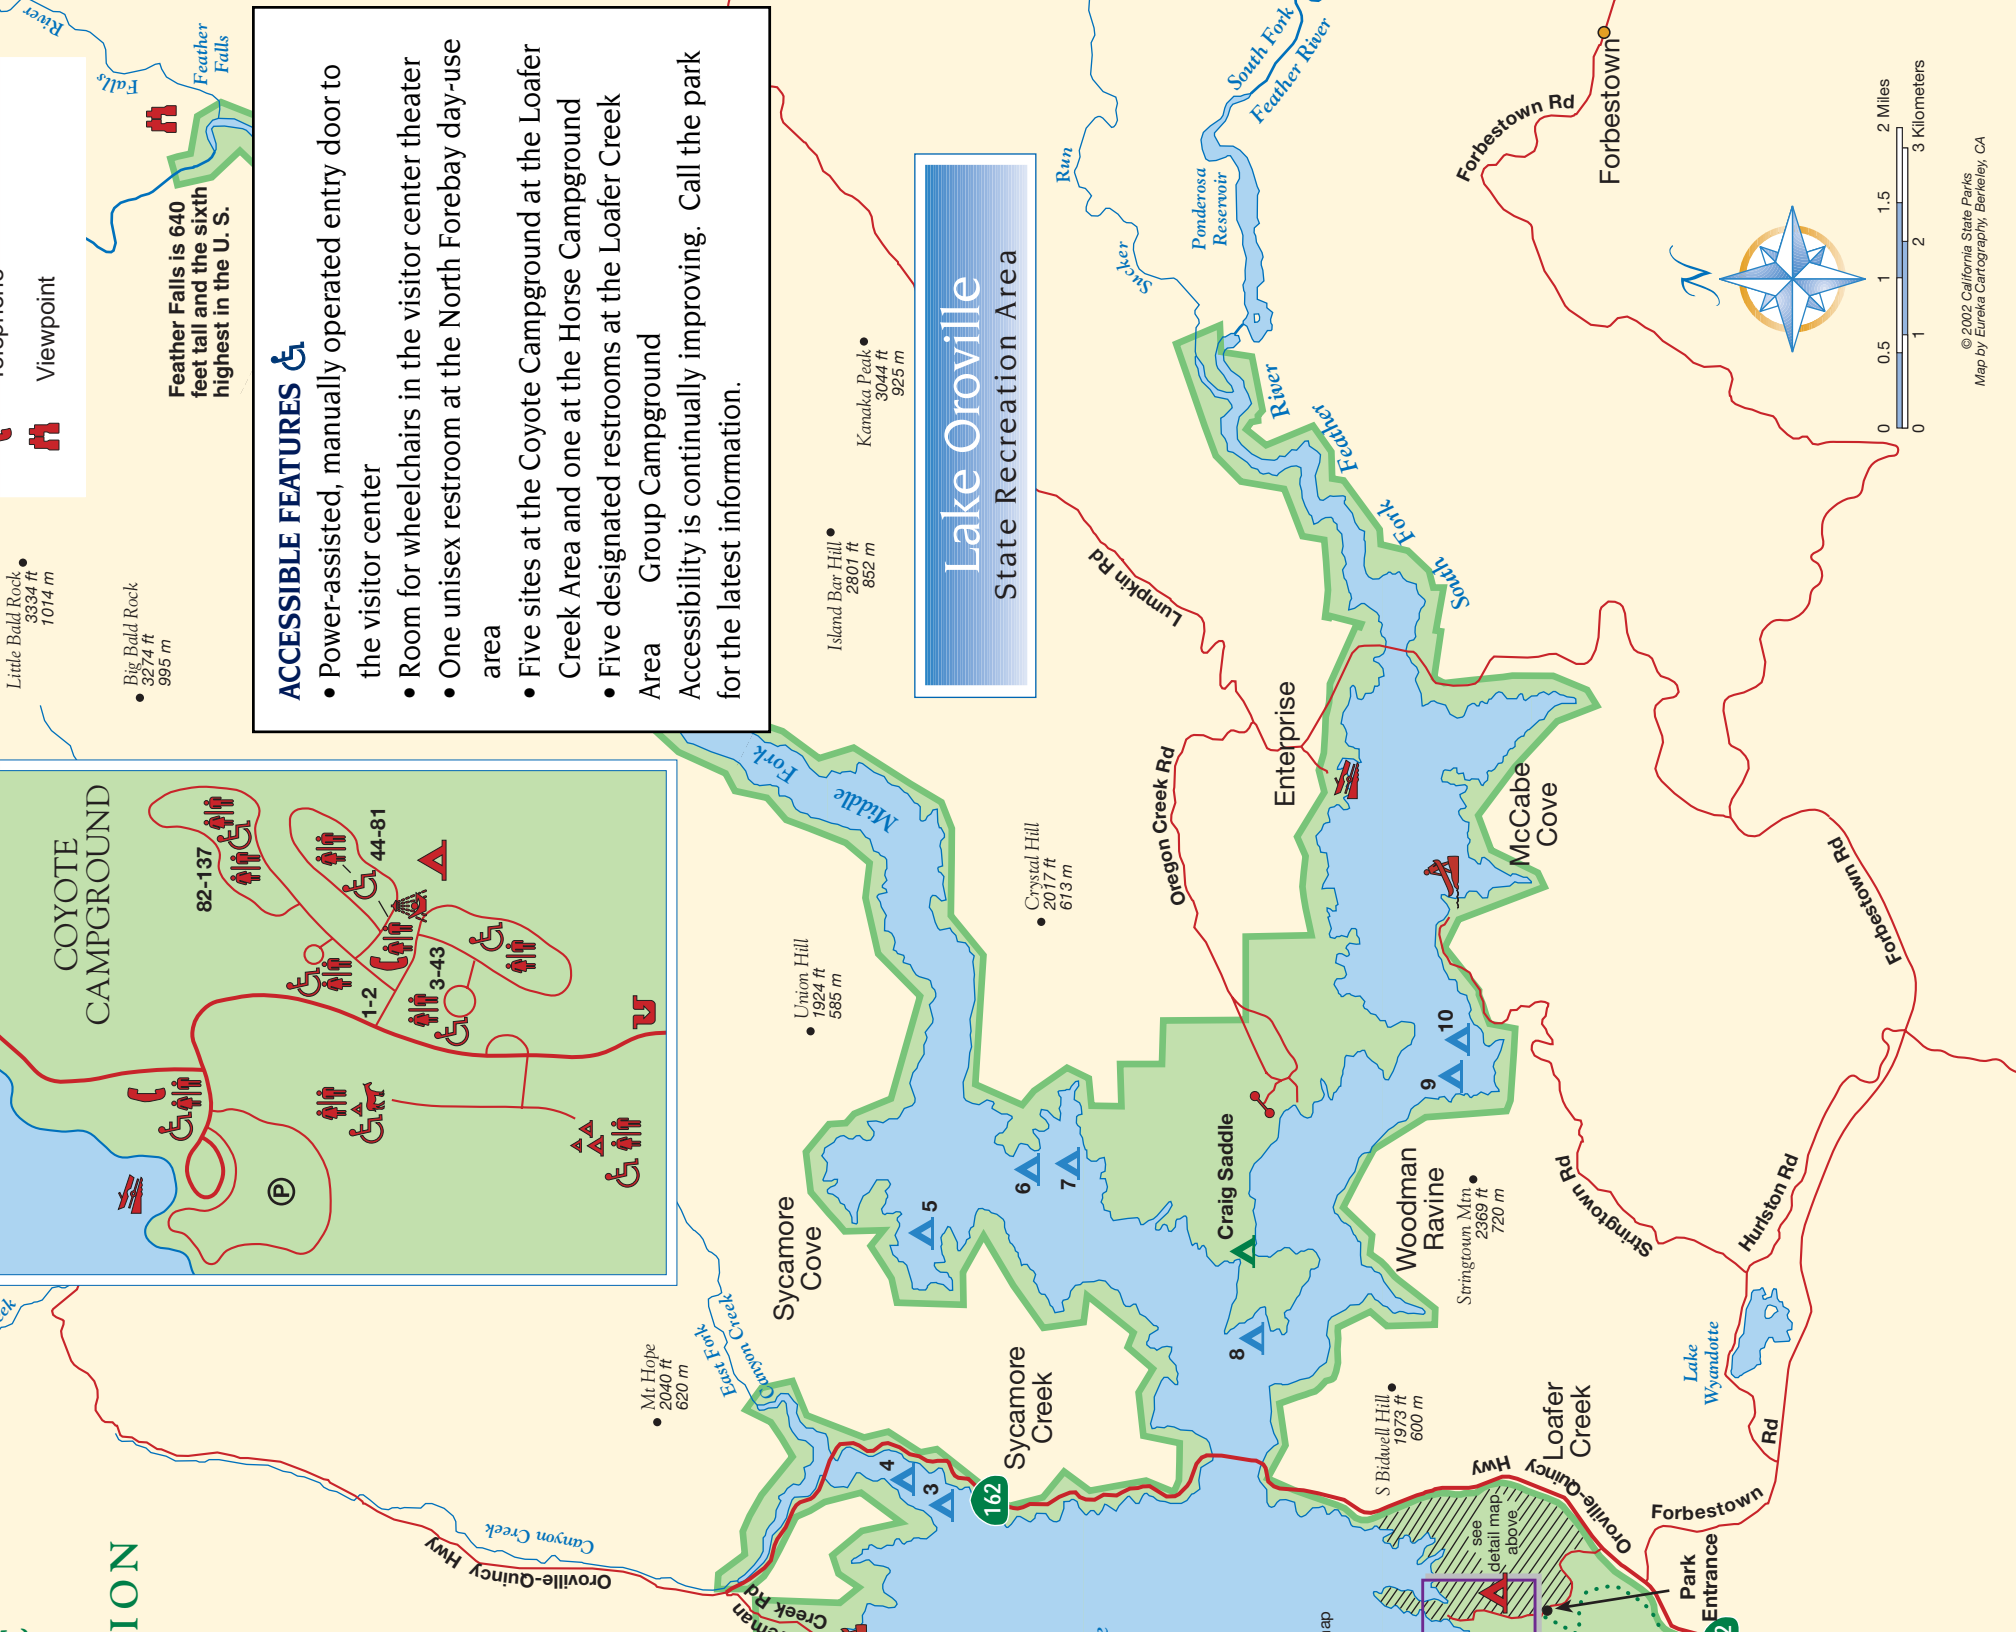 River
Falls
Feather
Falls
Feather Falls is 640
feet tall and the sixth
highest in the U. S.
Viewpoint
Little Bald Rock
3334 ft
1014 m
Big Bald Rock
3274 ft
995 m
ACCESSIBLE FEATURES
• Power-assisted, manually operated entry door to
the visitor center
• Room for wheelchairs in the visitor center theater
• One unisex restroom at the North Forebay day-use
area
• Five sites at the Coyote Campground at the Loafer
Creek Area and one at the Horse Campground
• Five designated restrooms at the Loafer Creek
Area Group Campground
Accessibility is continually improving. Call the park
for the latest information.
COYOTE
CAMPGROUND
82-137
44-81
1-2
3-43
P
Lake Oroville
State Recreation Area
Kanaka Peak
3044 ft
925 m
Island Bar Hill
2801 ft
852 m
Crystal Hill
2017 ft
613 m
Union Hill
1924 ft
585 m
Mt Hope
2040 ft
620 m
Stringtown Mtn
2369 ft
720 m
S Bidwell Hill
1973 ft
600 m
Middle
Fork
South
Fork
Feather
River
Sucker
Run
Ponderosa
Reservoir
South Fork
Feather River
Forbestown Rd
Forbestown
Lumpkin Rd
Oregon Creek Rd
Enterprise
McCabe
Cove
Forbestown Rd
Sycamore
Cove
5
6
7
Craig Saddle
8
9
10
Woodman
Ravine
Stringtown Rd
Hurlston Rd
Lake
Wyandotte
Rd
Forbestown
East Fork
Canyon Creek
Sycamore
Creek
4
3
162
Canyon Creek
Oroville-Quincy Hwy
Creek Rd
Loafer
Creek
Oroville-Quincy Hwy
see
detail map
above
Park
Entrance
ION
N
0 0.5 1 1.5 2 Miles
0 1 2 3 Kilometers
© 2002 California State Parks
Map by Eureka Cartography, Berkeley, CA